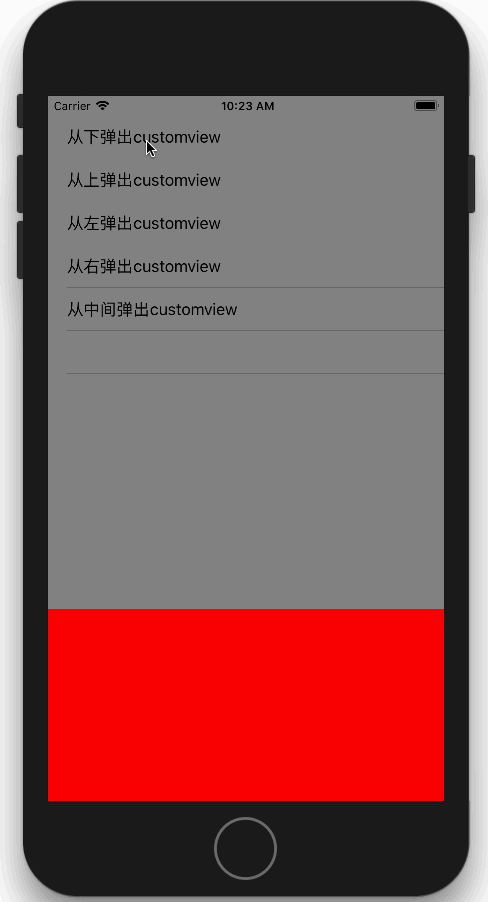 Carrier 10:23 AM
从下弹出customview
从上弹出customview
从左弹出customview
从右弹出customview
从中间弹出customview